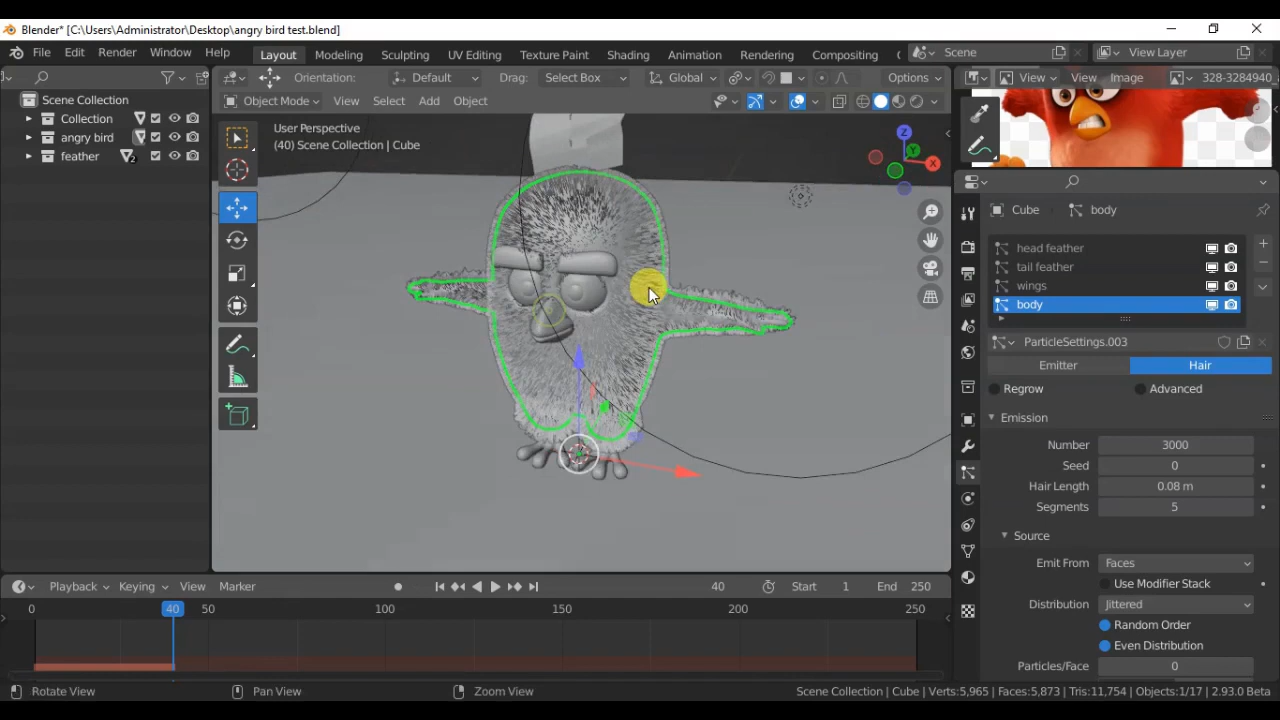 Blender* [C:\Users\Administrator\Desktop\angry bird test.blend]
File Edit Render Window Help Layout Modeling Sculpting UV Editing Texture Paint Shading Animation Rendering Compositing Scene View Layer
Orientation: Default Drag: Select Box Global Options View View Image 328-3284940_
Object Mode View Select Add Object
Scene Collection
Collection
angry bird
feather 2
User Perspective
(40) Scene Collection | Cube
Z
Y
X
Cube body
head feather
tail feather
wings
body
ParticleSettings.003
Emitter Hair
Regrow Advanced
Emission
Number 3000
Seed 0
Hair Length 0.08 m
Segments 5
Source
Emit From Faces
Use Modifier Stack
Distribution Jittered
Random Order
Even Distribution
Particles/Face 0
Playback Keying View Marker 40 Start 1 End 250
0 40 50 100 150 200 250
Rotate View Pan View Zoom View Scene Collection | Cube | Verts:5,965 | Faces:5,873 | Tris:11,754 | Objects:1/17 | 2.93.0 Beta